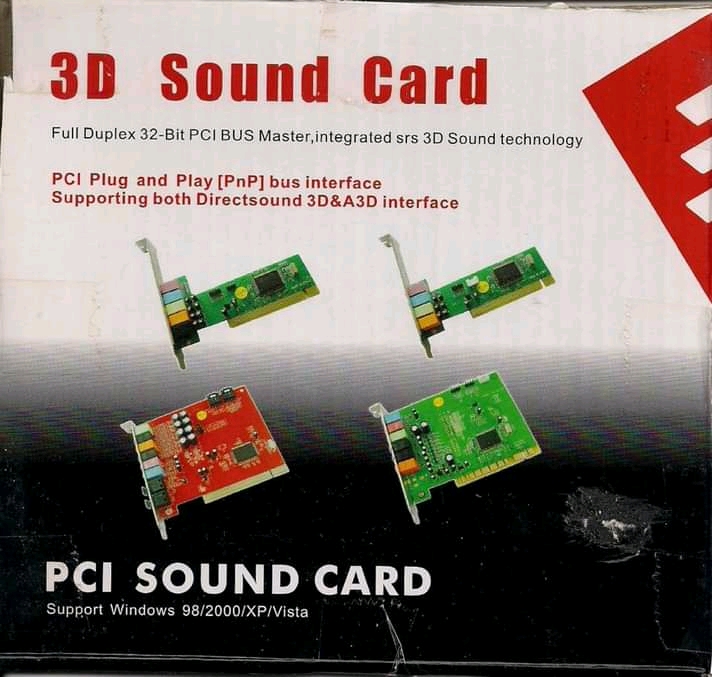 3D Sound Card
Full Duplex 32-Bit PCI BUS Master,integrated srs 3D Sound technology
PCI Plug and Play [PnP] bus interface
Supporting both Directsound 3D&A3D interface
PCI SOUND CARD
Support Windows 98/2000/XP/Vista